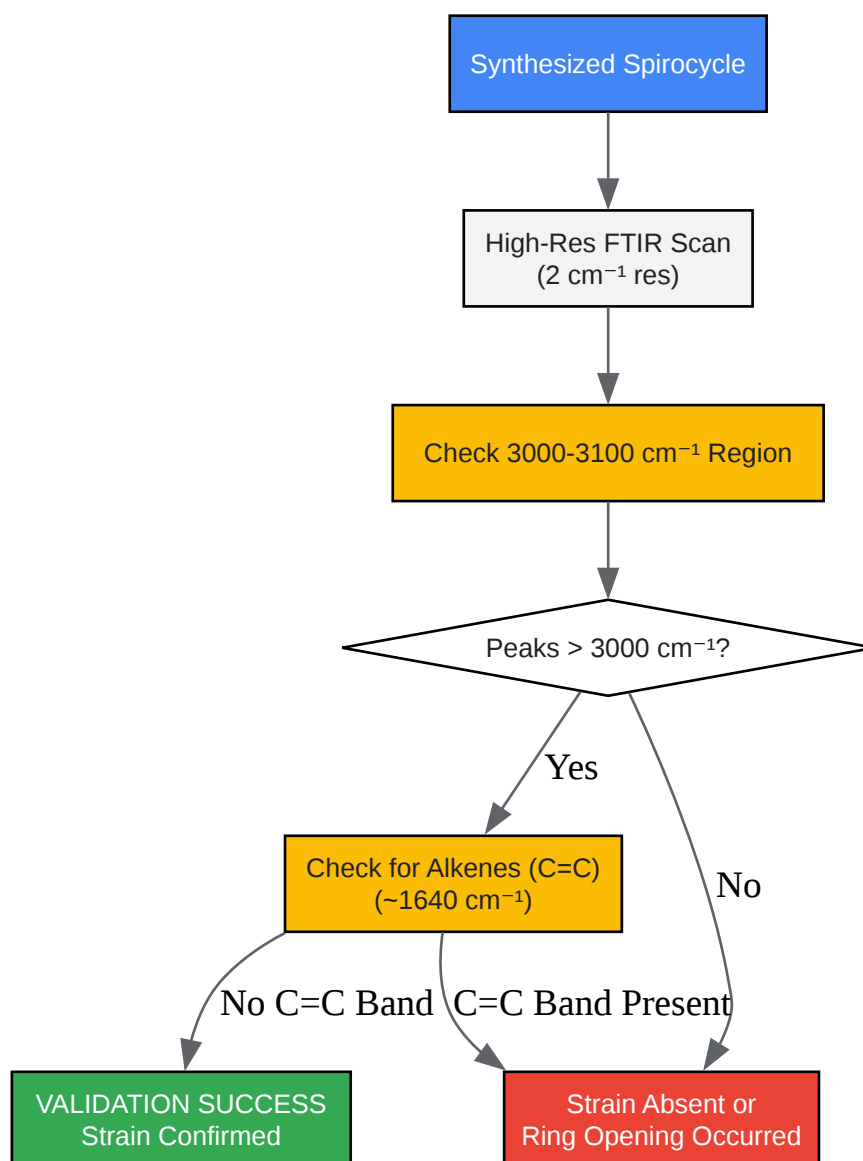 Synthesized Spirocycle
High-Res FTIR Scan
(2 cm⁻¹ res)
Check 3000-3100 cm⁻¹ Region
Peaks > 3000 cm⁻¹?
Yes
No
Check for Alkenes (C=C)
(~1640 cm⁻¹)
No C=C Band
C=C Band Present
VALIDATION SUCCESS
Strain Confirmed
Strain Absent or
Ring Opening Occurred